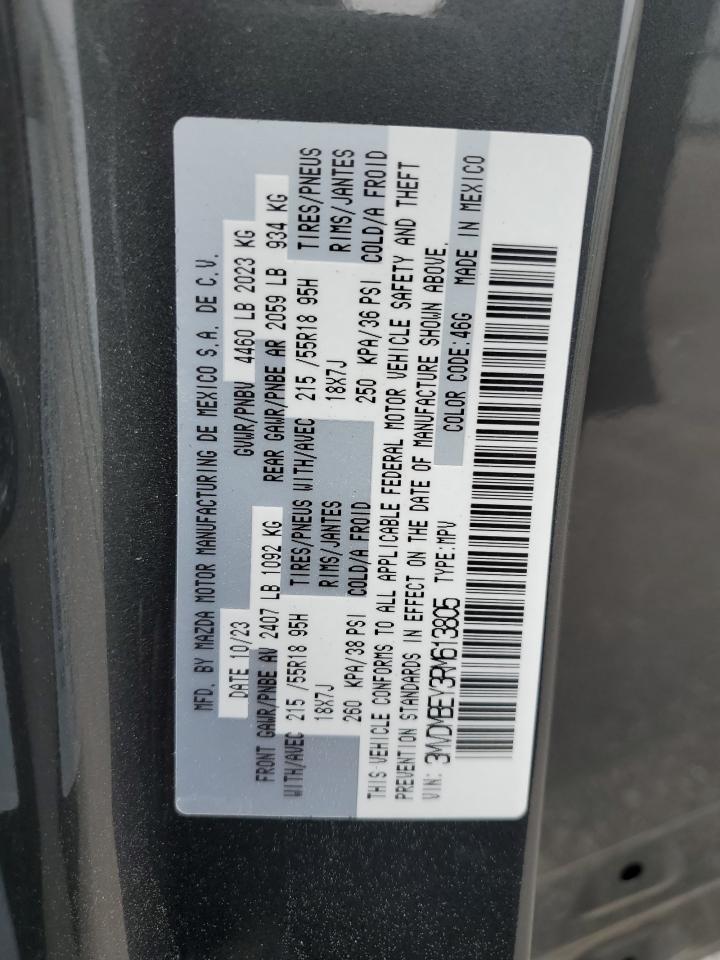 MFD. BY MAZDA MOTOR MANUFACTURING DE MEXICO S.A. DE C.V.
DATE 10/23 GVWR/PNBV 4460 LB 2023 KG
FRONT GAWR/PNBE AV 2407 LB 1092 KG REAR GAWR/PNBE AR 2059 LB 934 KG
WITH/AVEC 215 /55R18 95H TIRES/PNEUS WITH/AVEC 215 /55R18 95H TIRES/PNEUS
18X7J RIMS/JANTES 18X7J RIMS/JANTES
260 KPA/38 PSI COLD/A FROID 250 KPA/36 PSI COLD/A FROID
THIS VEHICLE CONFORMS TO ALL APPLICABLE FEDERAL MOTOR VEHICLE SAFETY AND THEFT
PREVENTION STANDARDS IN EFFECT ON THE DATE OF MANUFACTURE SHOWN ABOVE.
VIN: 3MVDMBEY3RM613805 TYPE:MPV COLOR CODE:46G MADE IN MEXICO